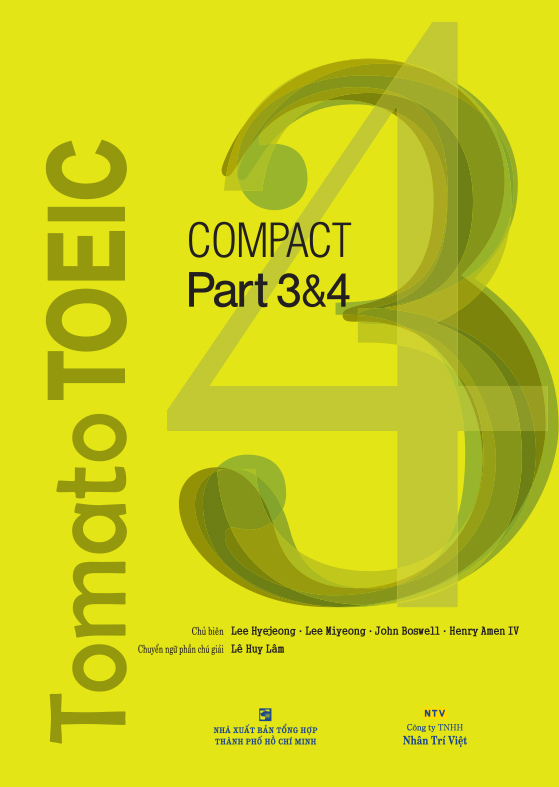 Tomato TOEIC
COMPACT
Part 3&4
3
4
Chủ biên Lee Hyejeong · Lee Miyeong · John Boswell · Henry Amen IV
Chuyển ngữ phần chú giải Lê Huy Lâm
NHÀ XUẤT BẢN TỔNG HỢP
THÀNH PHỐ HỒ CHÍ MINH
NTV
Công ty TNHH
Nhân Trí Việt